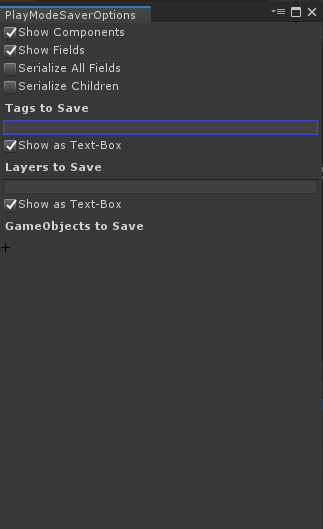 PlayModeSaverOptions
Show Components
Show Fields
Serialize All Fields
Serialize Children
Tags to Save
Show as Text-Box
Layers to Save
Show as Text-Box
GameObjects to Save
+